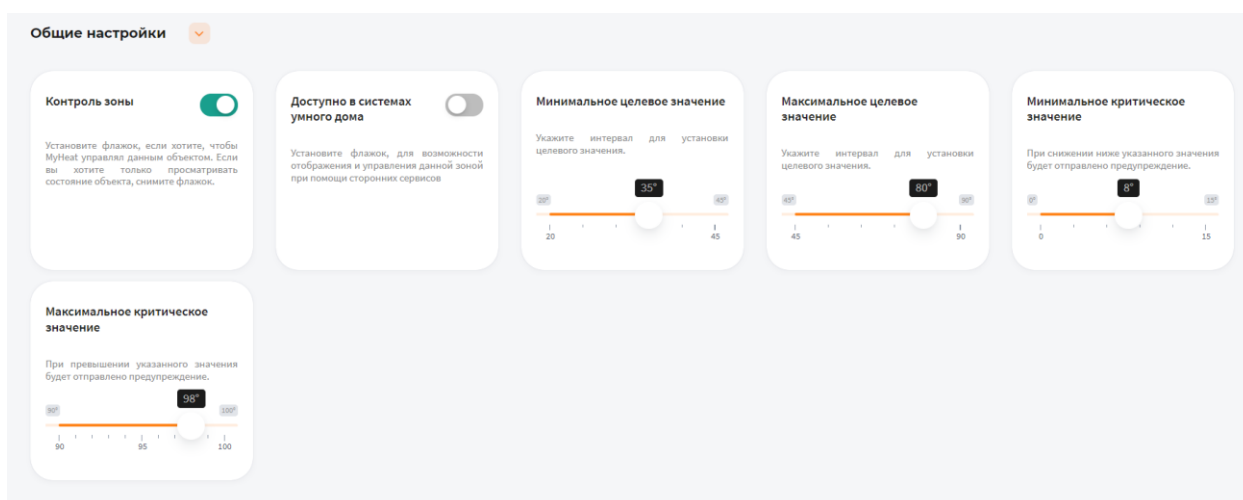 Общие настройки
Контроль зоны
Установите флажок, если хотите, чтобы
MyHeat управлял данным объектом. Если
вы хотите только просматривать
состояние объекта, снимите флажок.
Доступно в системах
умного дома
Установите флажок, для возможности
отображения и управления данной зоной
при помощи сторонних сервисов
Минимальное целевое значение
Укажите интервал для установки
целевого значения.
35°
20° 45°
20 45
Максимальное целевое
значение
Укажите интервал для установки
целевого значения.
80°
45° 90°
45 90
Минимальное критическое
значение
При снижении ниже указанного значения
будет отправлено предупреждение.
8°
0° 15°
0 15
Максимальное критическое
значение
При превышении указанного значения
будет отправлено предупреждение.
98°
90° 100°
90 95 100